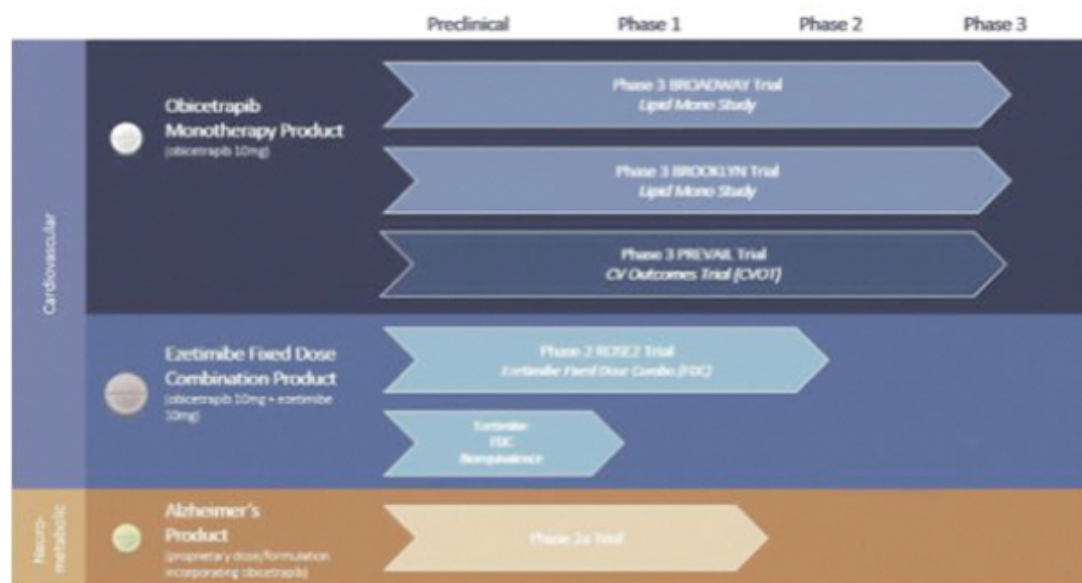 Preclinical Phase 1 Phase 2 Phase 3
Cardiovascular
Obicetrapib
Monotherapy Product
(obicetrapib 10mg)
Phase 3 BROADWAY Trial
Lipid Mono Study
Phase 3 BROOKLYN Trial
Lipid Mono Study
Phase 3 PREVAIL Trial
CV Outcomes Trial (CVOT)
Ezetimibe Fixed Dose
Combination Product
(obicetrapib 10mg + ezetimibe
10mg)
Phase 2 ROSE2 Trial
Ezetimibe Fixed Dose Combo (FDC)
Ezetimibe
FDC
Bioequivalence
Neuro-
metabolic
Alzheimer's
Product
(proprietary dose/formulation
incorporating obicetrapib)
Phase 2a Trial